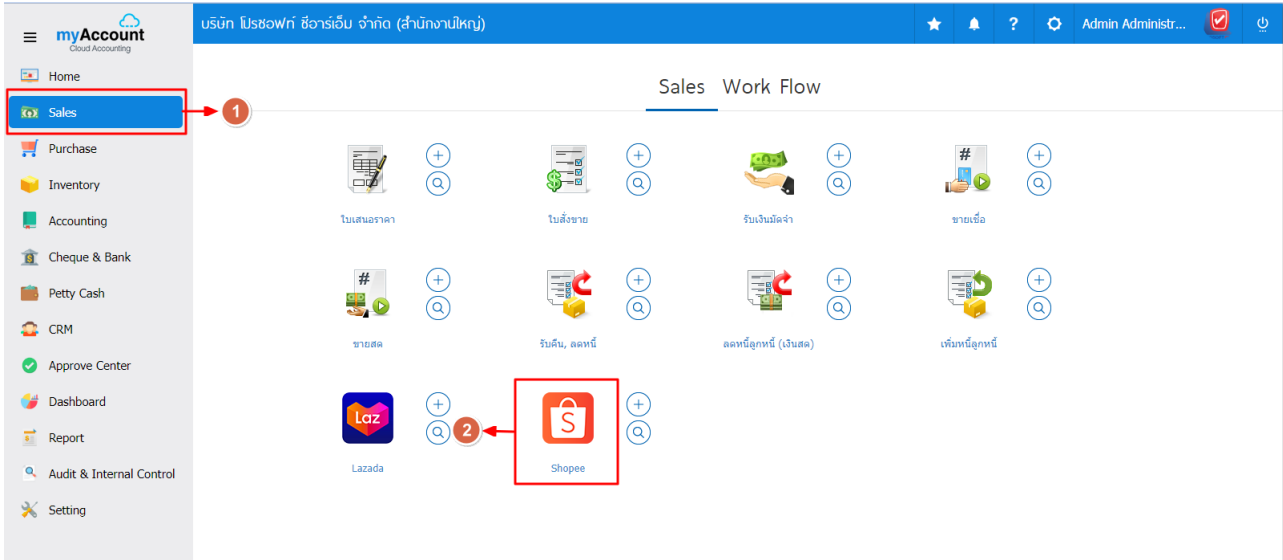 myAccount
Cloud Accounting
บริษัท โปรซอฟท์ ซีอาร์เอ็ม จำกัด (สำนักงานใหญ่)
?
Admin Administr...
Home
Sales
Purchase
Inventory
Accounting
Cheque & Bank
Petty Cash
CRM
Approve Center
Dashboard
Report
Audit & Internal Control
Setting
1
Sales Work Flow
ใบเสนอราคา
ใบสั่งขาย
รับเงินมัดจำ
#
ขายเชื่อ
#
ขายสด
รับคืน, ลดหนี้
ลดหนี้ลูกหนี้ (เงินสด)
เพิ่มหนี้ลูกหนี้
Laz
Lazada
2
S
Shopee